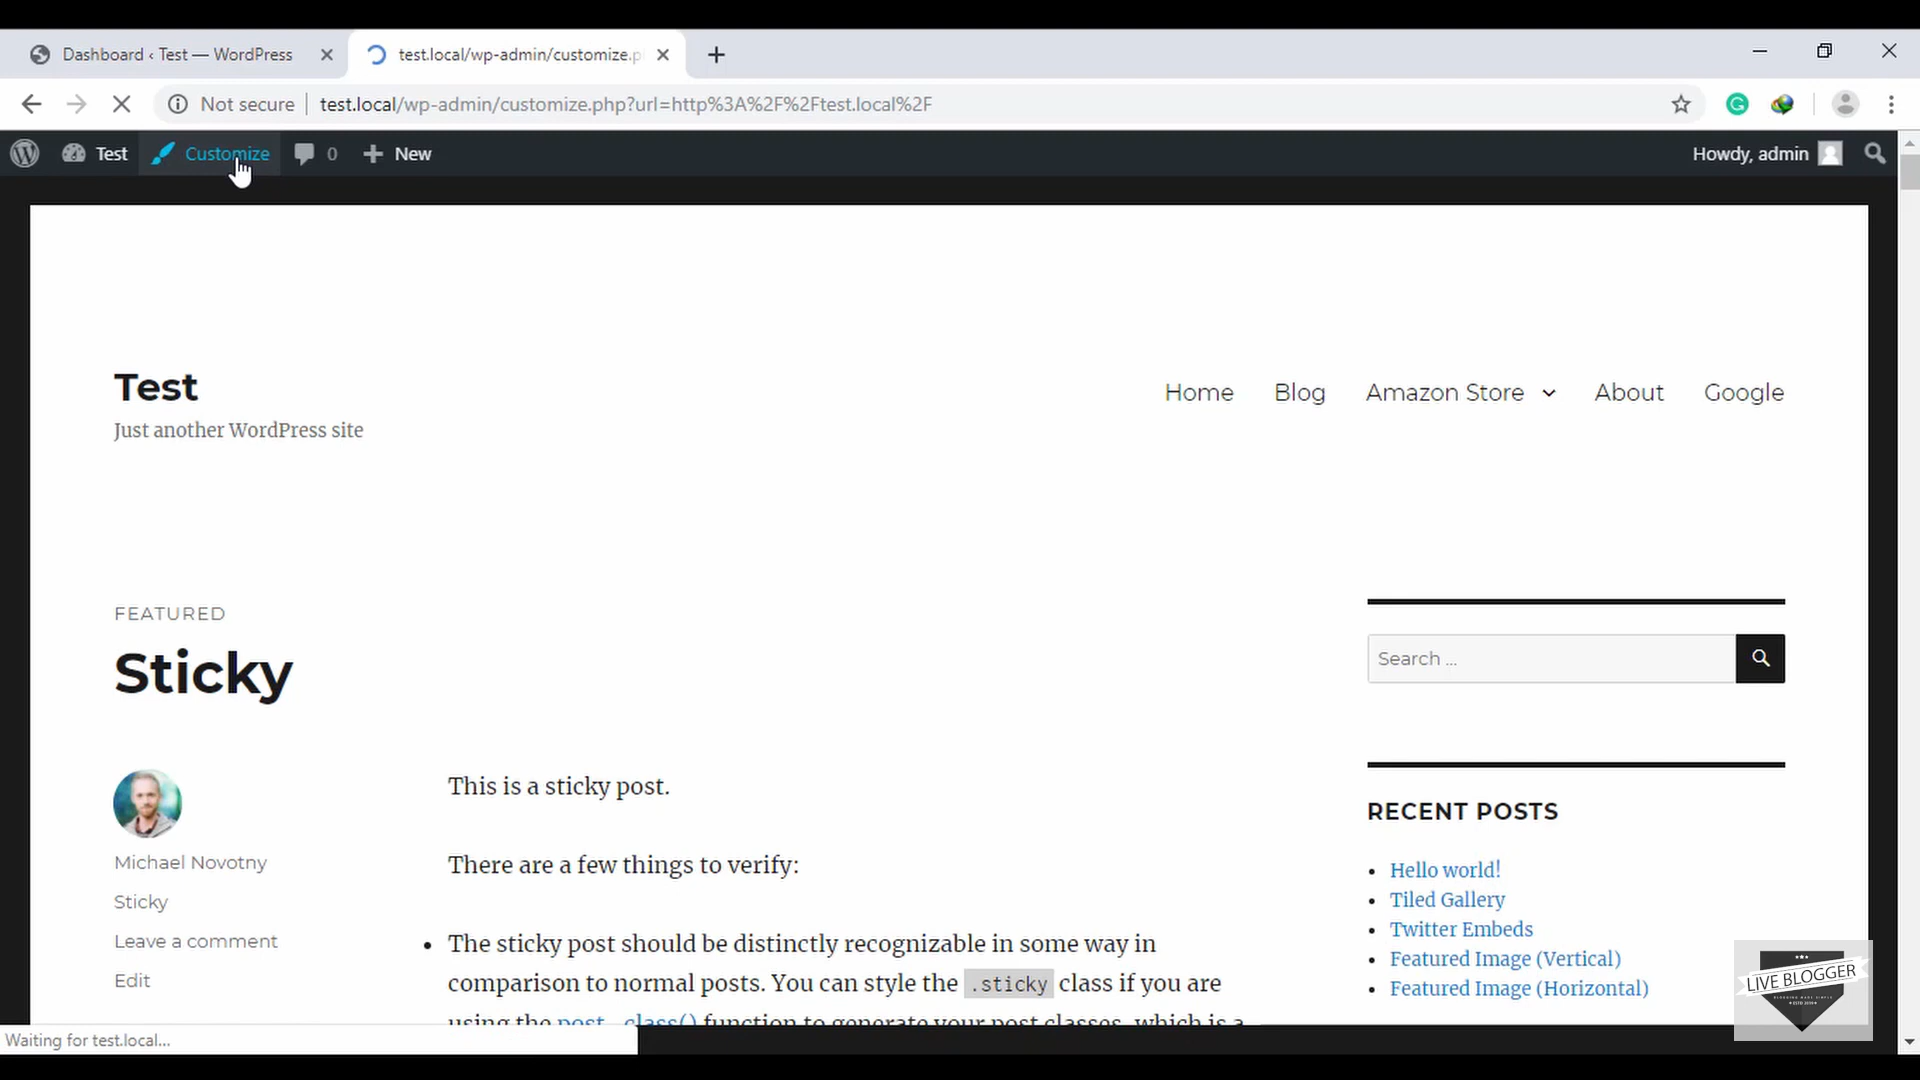 Dashboard ‹ Test — WordPress
test.local/wp-admin/customize.p
Not secure
test.local/wp-admin/customize.php?url=http%3A%2F%2Ftest.local%2F
Test
Customize
0
New
Howdy, admin
Test
Just another WordPress site
Home
Blog
Amazon Store
About
Google
FEATURED
Sticky
Search ...
Michael Novotny
Sticky
Leave a comment
Edit
This is a sticky post.
There are a few things to verify:
• The sticky post should be distinctly recognizable in some way in
comparison to normal posts. You can style the .sticky class if you are
using the post_class() function to generate your post classes, which is a
RECENT POSTS
• Hello world!
• Tiled Gallery
• Twitter Embeds
• Featured Image (Vertical)
• Featured Image (Horizontal)
LIVE BLOGGER
Waiting for test.local...